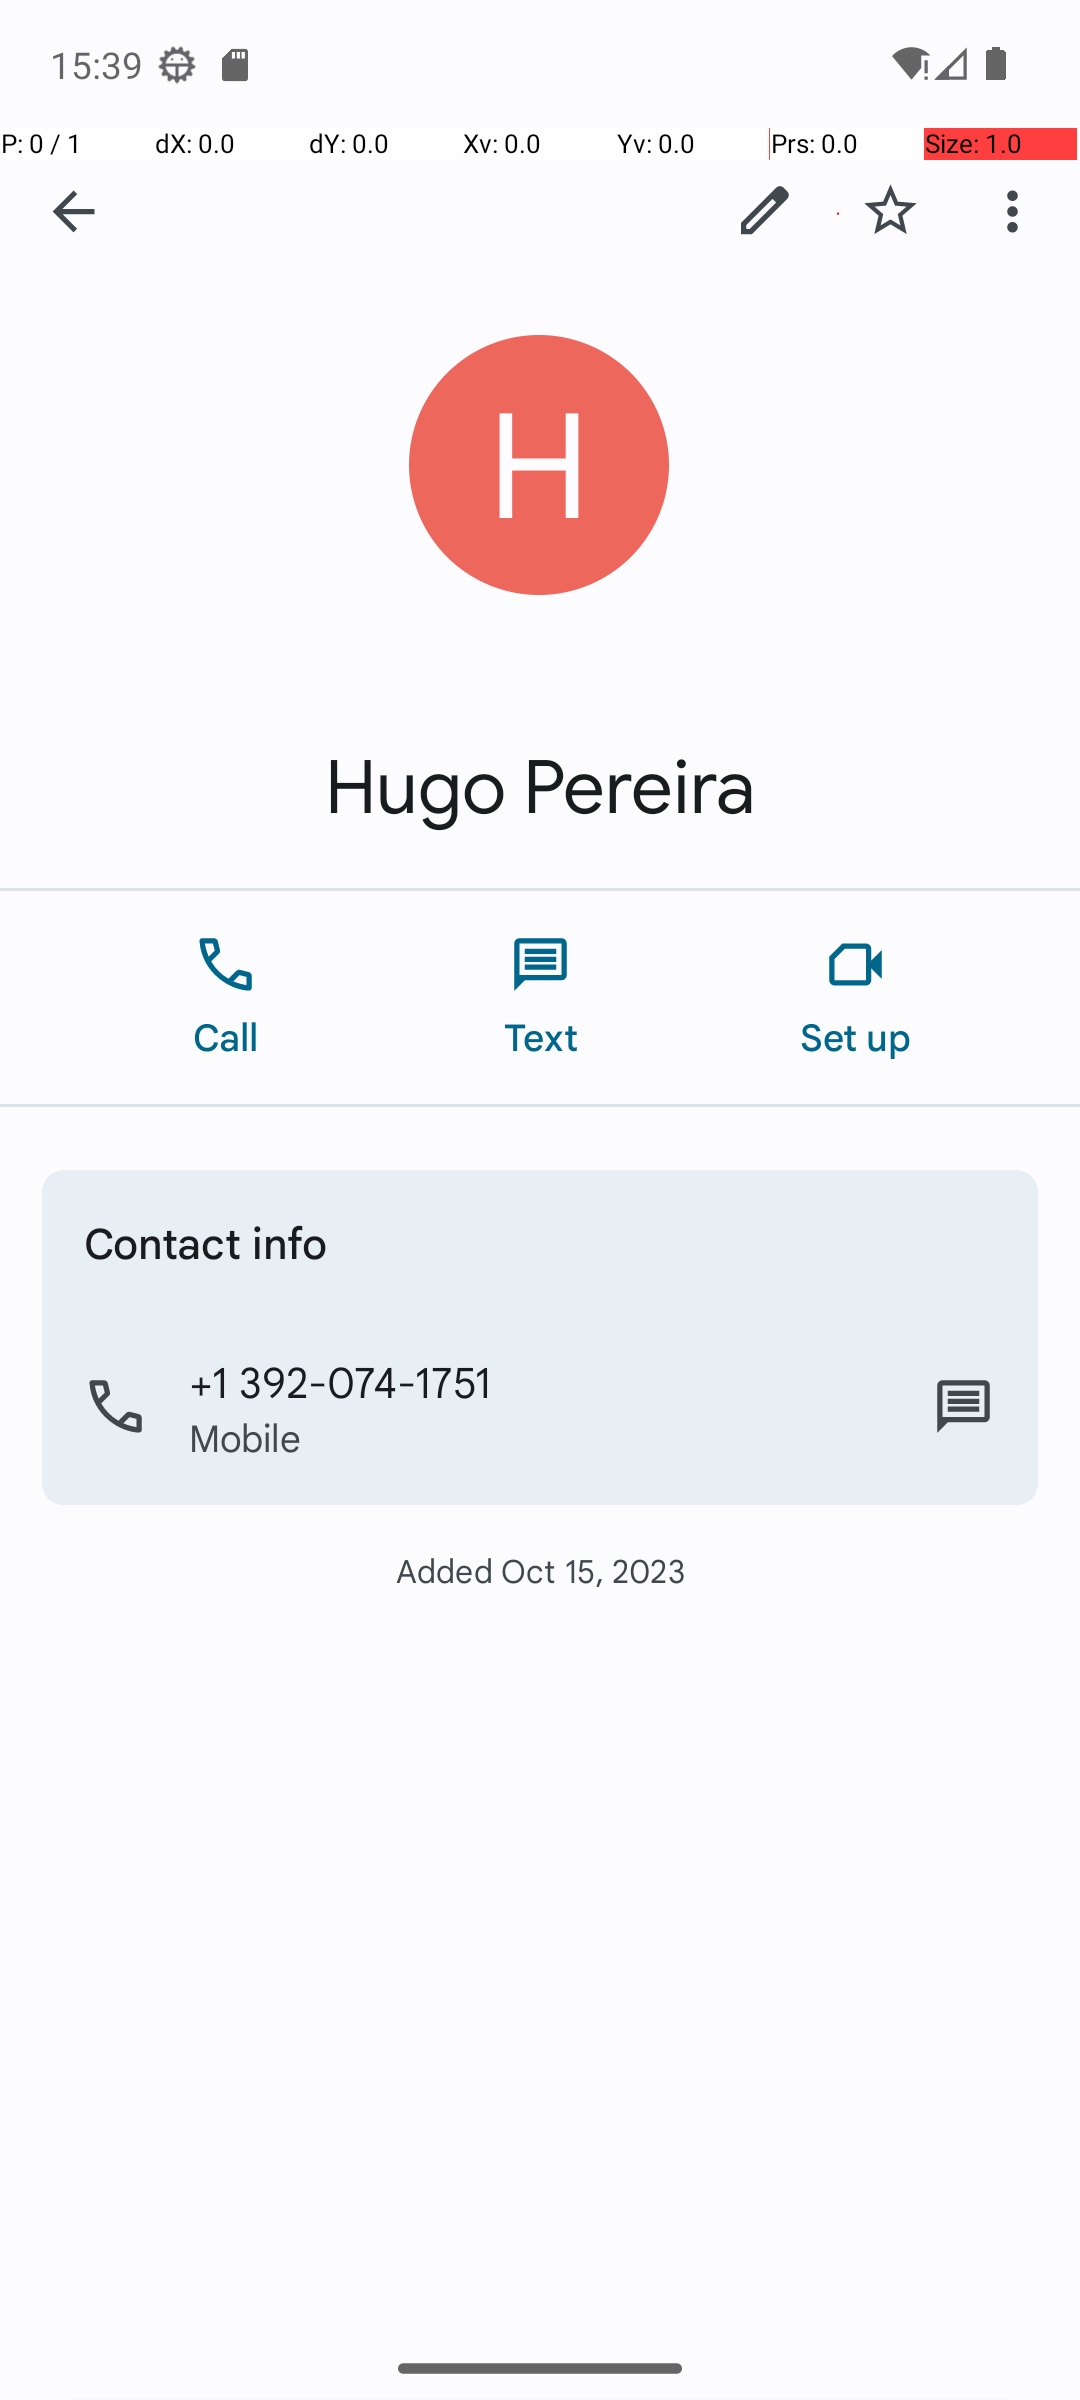 15:39
P: 0 / 1 dX: 0.0 dY: 0.0 Xv: 0.0 Yv: 0.0 Prs: 0.0 Size: 1.0
H
Hugo Pereira
Call Text Set up
Contact info
+1 392-074-1751
Mobile
Added Oct 15, 2023